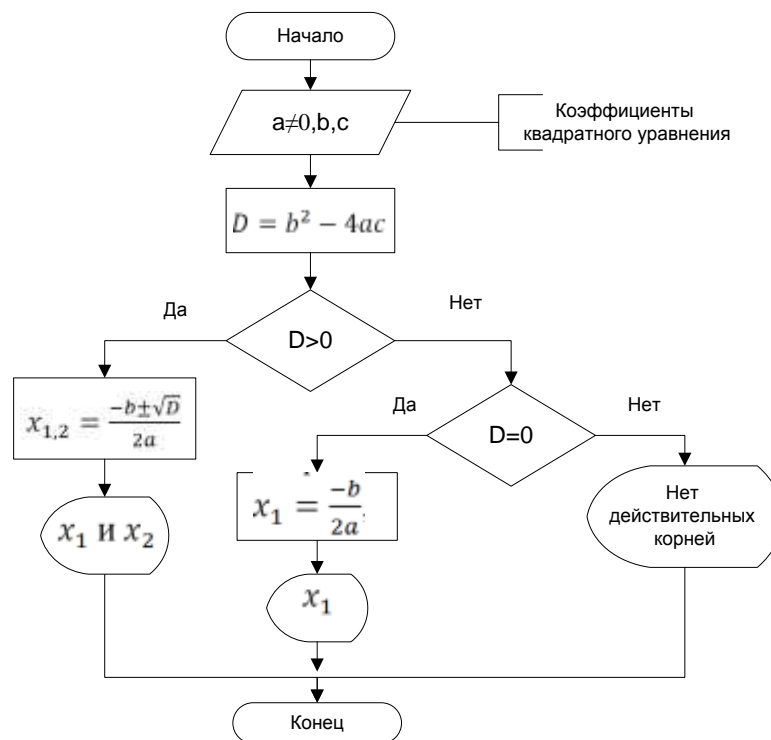 Начало
a≠0,b,c
Коэффициенты
квадратного уравнения
D = b² − 4ac
Да
Нет
D>0
x₁,₂ = (−b±√D)/2a
Да
Нет
D=0
x₁ = −b/2a
Нет
действительных
корней
x₁ и x₂
x₁
Конец